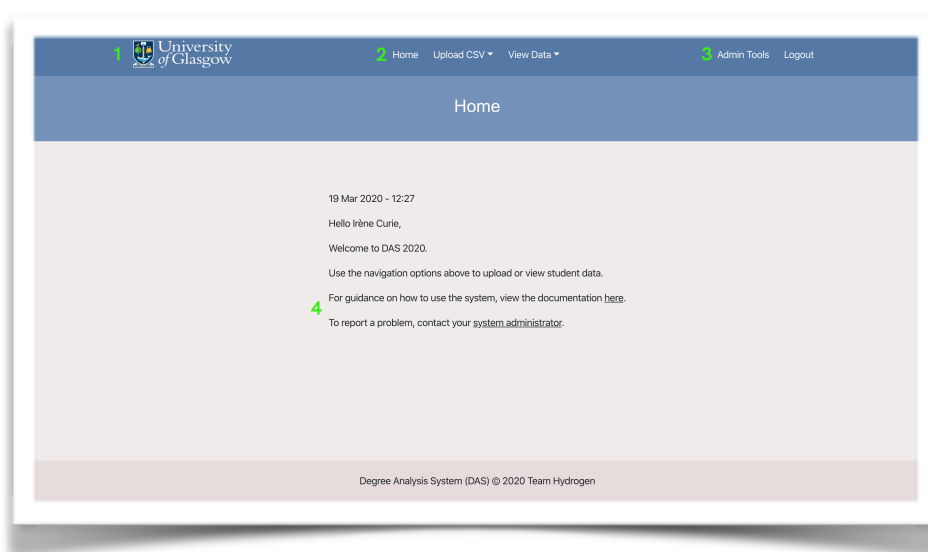 1 University of Glasgow 2 Home Upload CSV View Data 3 Admin Tools Logout
Home
19 Mar 2020 - 12:27
Hello Irène Curie,
Welcome to DAS 2020.
Use the navigation options above to upload or view student data.
For guidance on how to use the system, view the documentation here.
4
To report a problem, contact your system administrator.
Degree Analysis System (DAS) © 2020 Team Hydrogen